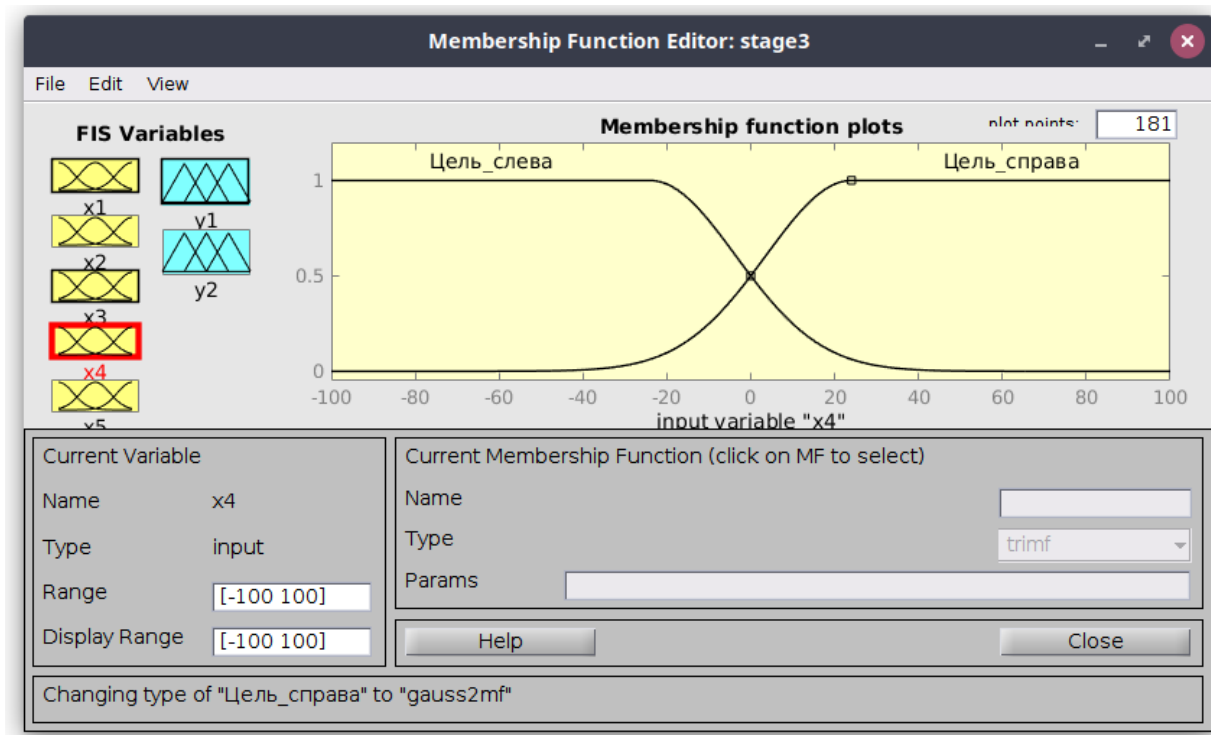 Membership Function Editor: stage3
File Edit View
FIS Variables
x1
x2
x3
x4
x5
y1
y2
Membership function plots
plot points:
181
Цель_слева
Цель_справа
1
0.5
0
-100 -80 -60 -40 -20 0 20 40 60 80 100
input variable "x4"
Current Variable
Name x4
Type input
Range [-100 100]
Display Range [-100 100]
Current Membership Function (click on MF to select)
Name
Type trimf
Params
Help Close
Changing type of "Цель_справа" to "gauss2mf"